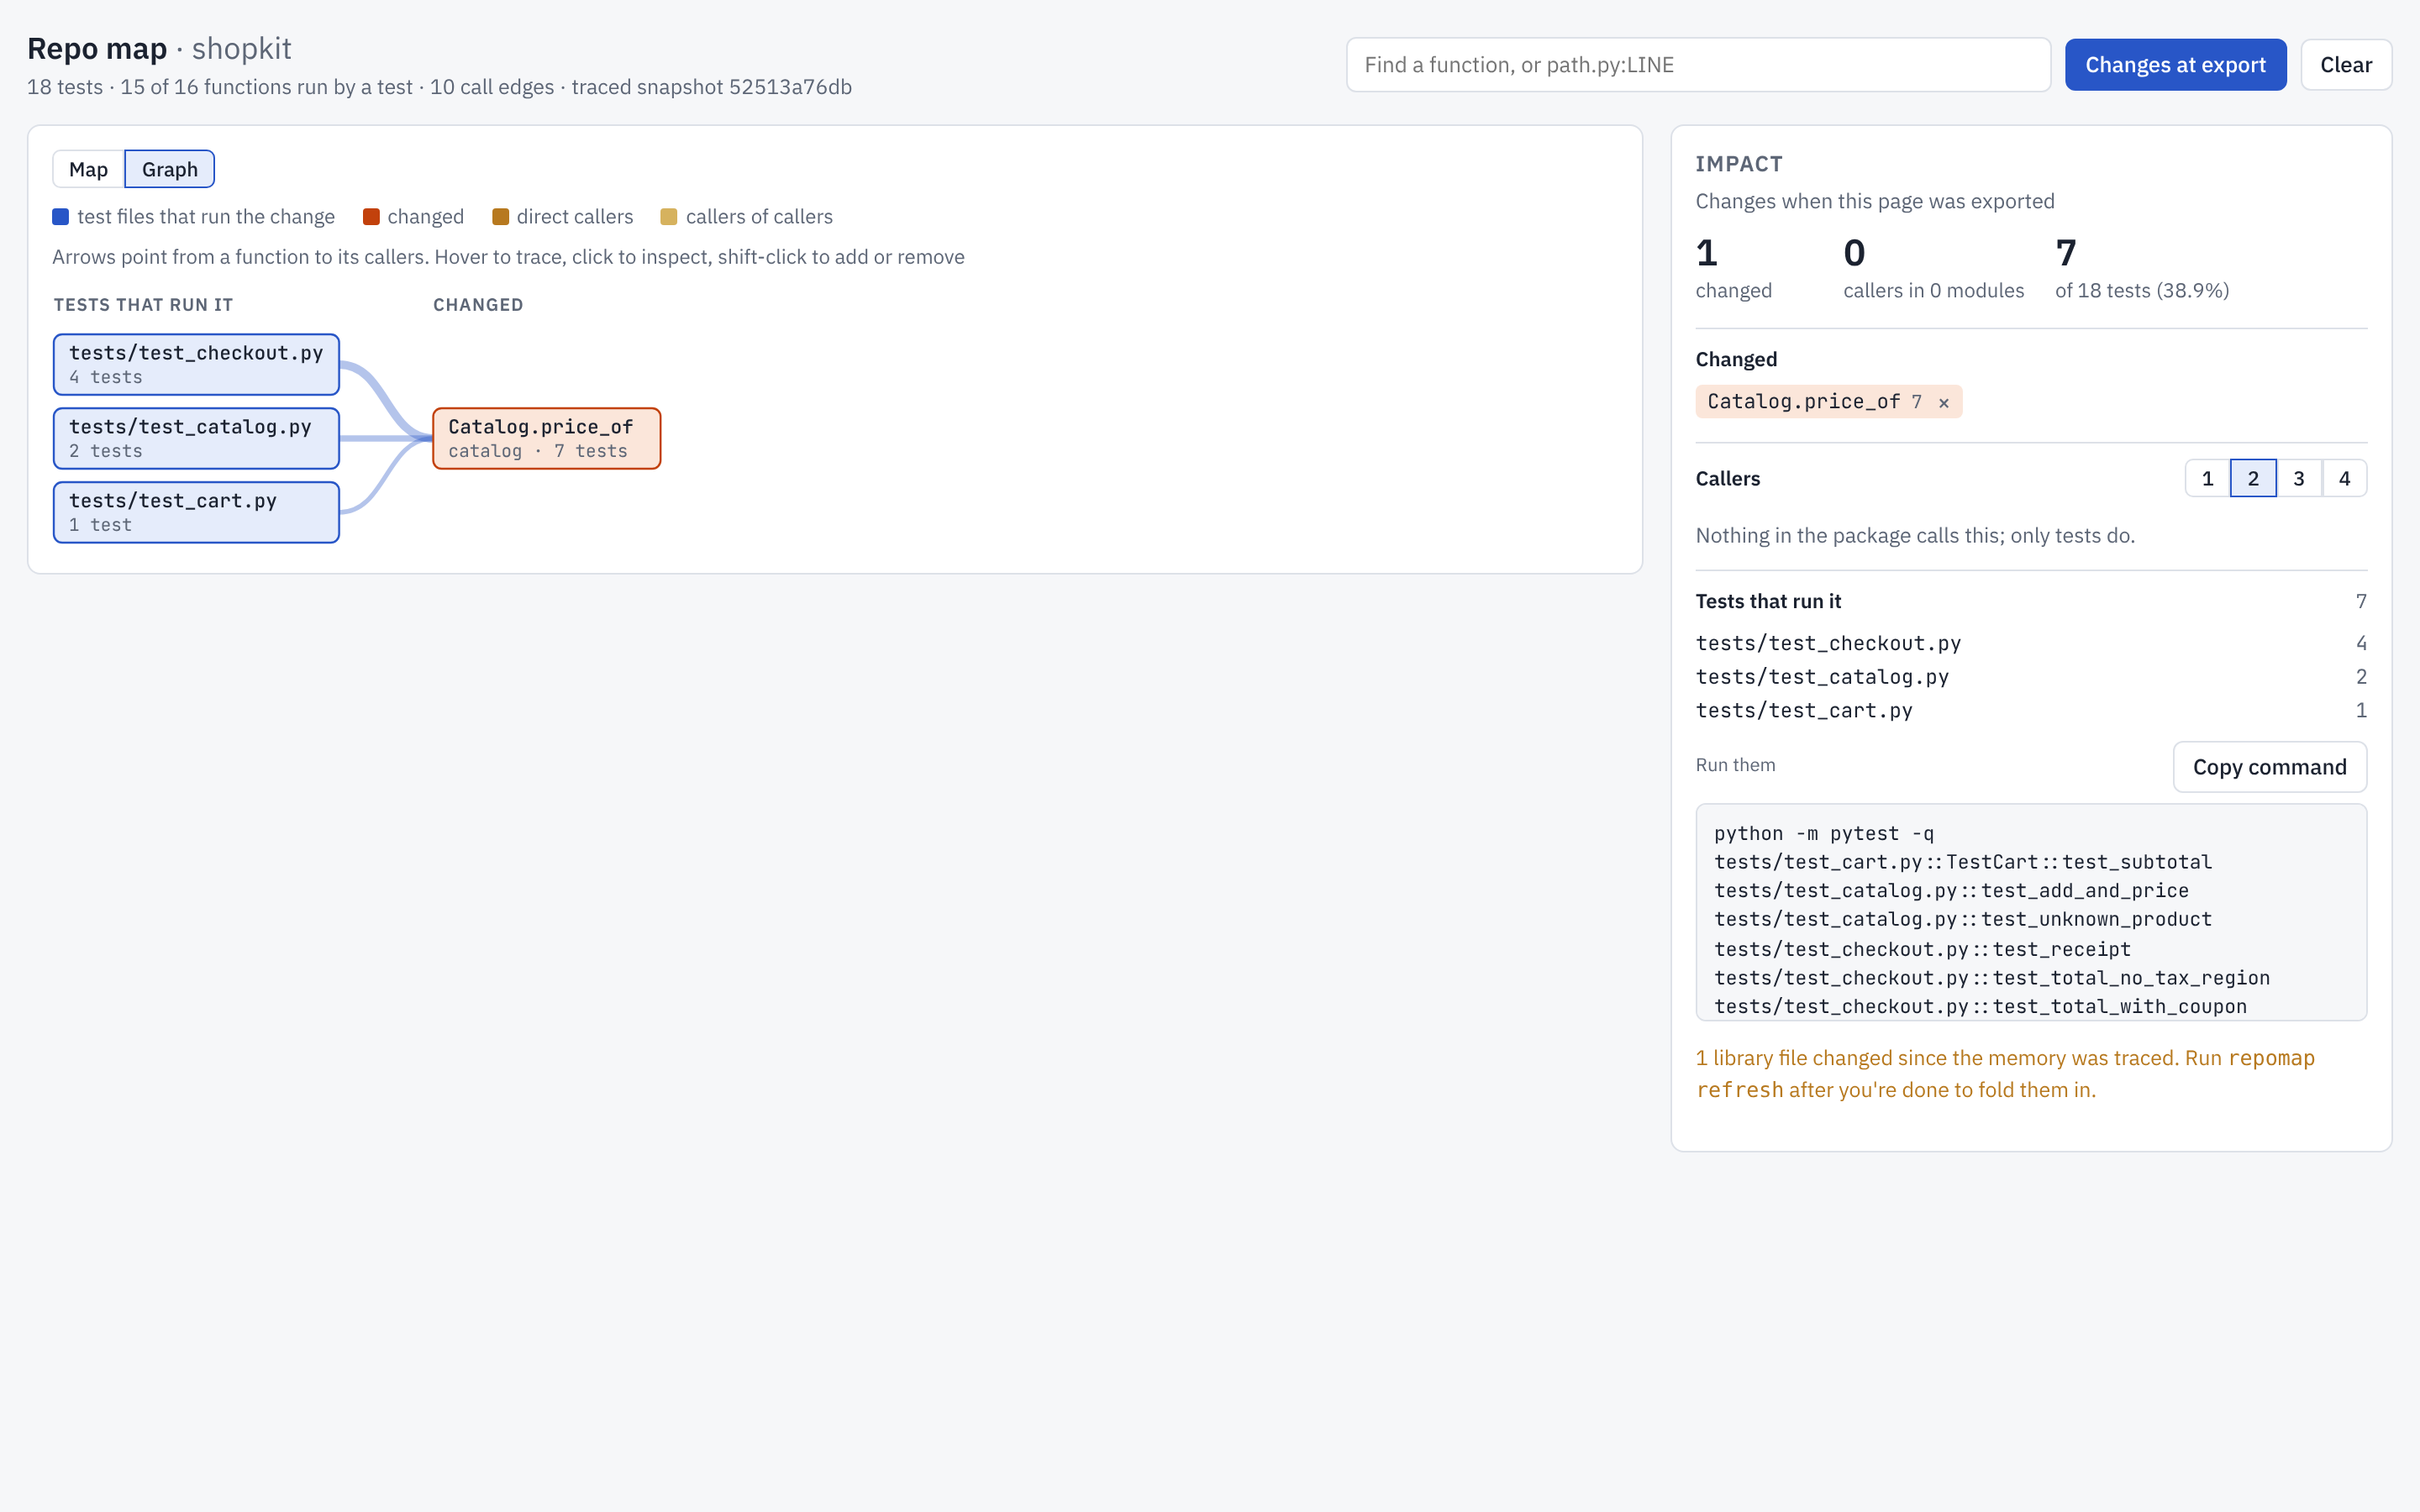 Repo map · shopkit
18 tests · 15 of 16 functions run by a test · 10 call edges · traced snapshot 52513a76db
Find a function, or path.py:LINE
Changes at export
Clear
Map
Graph
test files that run the change
changed
direct callers
callers of callers
Arrows point from a function to its callers. Hover to trace, click to inspect, shift-click to add or remove
TESTS THAT RUN IT
CHANGED
tests/test_checkout.py
4 tests
tests/test_catalog.py
2 tests
tests/test_cart.py
1 test
Catalog.price_of
catalog · 7 tests
IMPACT
Changes when this page was exported
1
changed
0
callers in 0 modules
7
of 18 tests (38.9%)
Changed
Catalog.price_of 7 ×
Callers
1 2 3 4
Nothing in the package calls this; only tests do.
Tests that run it 7
tests/test_checkout.py 4
tests/test_catalog.py 2
tests/test_cart.py 1
Run them
Copy command
python -m pytest -q
tests/test_cart.py::TestCart::test_subtotal
tests/test_catalog.py::test_add_and_price
tests/test_catalog.py::test_unknown_product
tests/test_checkout.py::test_receipt
tests/test_checkout.py::test_total_no_tax_region
tests/test_checkout.py::test_total_with_coupon
1 library file changed since the memory was traced. Run repomap
refresh after you're done to fold them in.